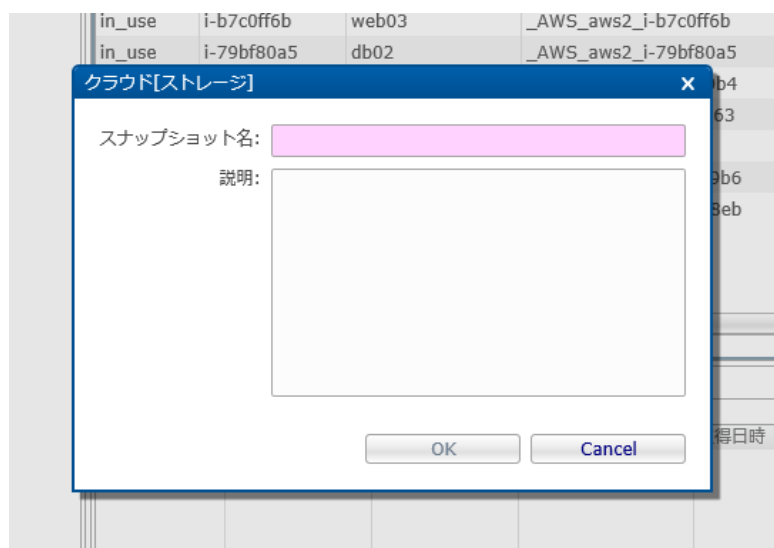 in_use i-b7c0ff6b web03 _AWS_aws2_i-b7c0ff6b
in_use i-79bf80a5 db02 _AWS_aws2_i-79bf80a5
クラウド[ストレージ] x
b4
63
スナップショット名:
説明:
9b6
8eb
得日時
OK Cancel